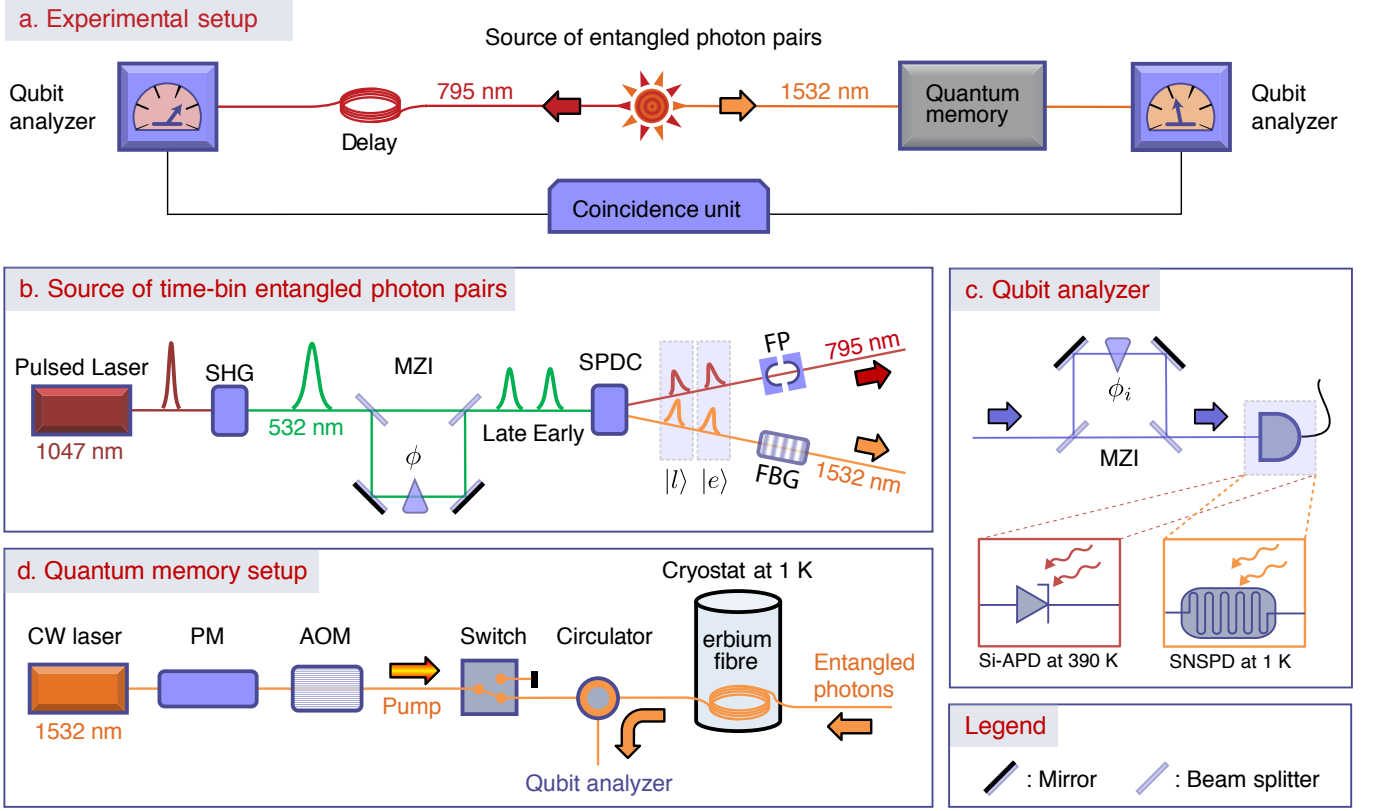 a. Experimental setup
Source of entangled photon pairs
Qubit
analyzer
795 nm
Delay
1532 nm
Quantum
memory
Qubit
analyzer
Coincidence unit
b. Source of time-bin entangled photon pairs
Pulsed Laser
1047 nm
SHG
532 nm
MZI
ϕ
Late Early
SPDC
|l⟩ |e⟩
FP
795 nm
FBG
1532 nm
c. Qubit analyzer
ϕᵢ
MZI
Si-APD at 390 K
SNSPD at 1 K
d. Quantum memory setup
CW laser
1532 nm
PM
AOM
Pump
Switch
Circulator
Qubit analyzer
Cryostat at 1 K
erbium
fibre
Entangled
photons
Legend
: Mirror
: Beam splitter